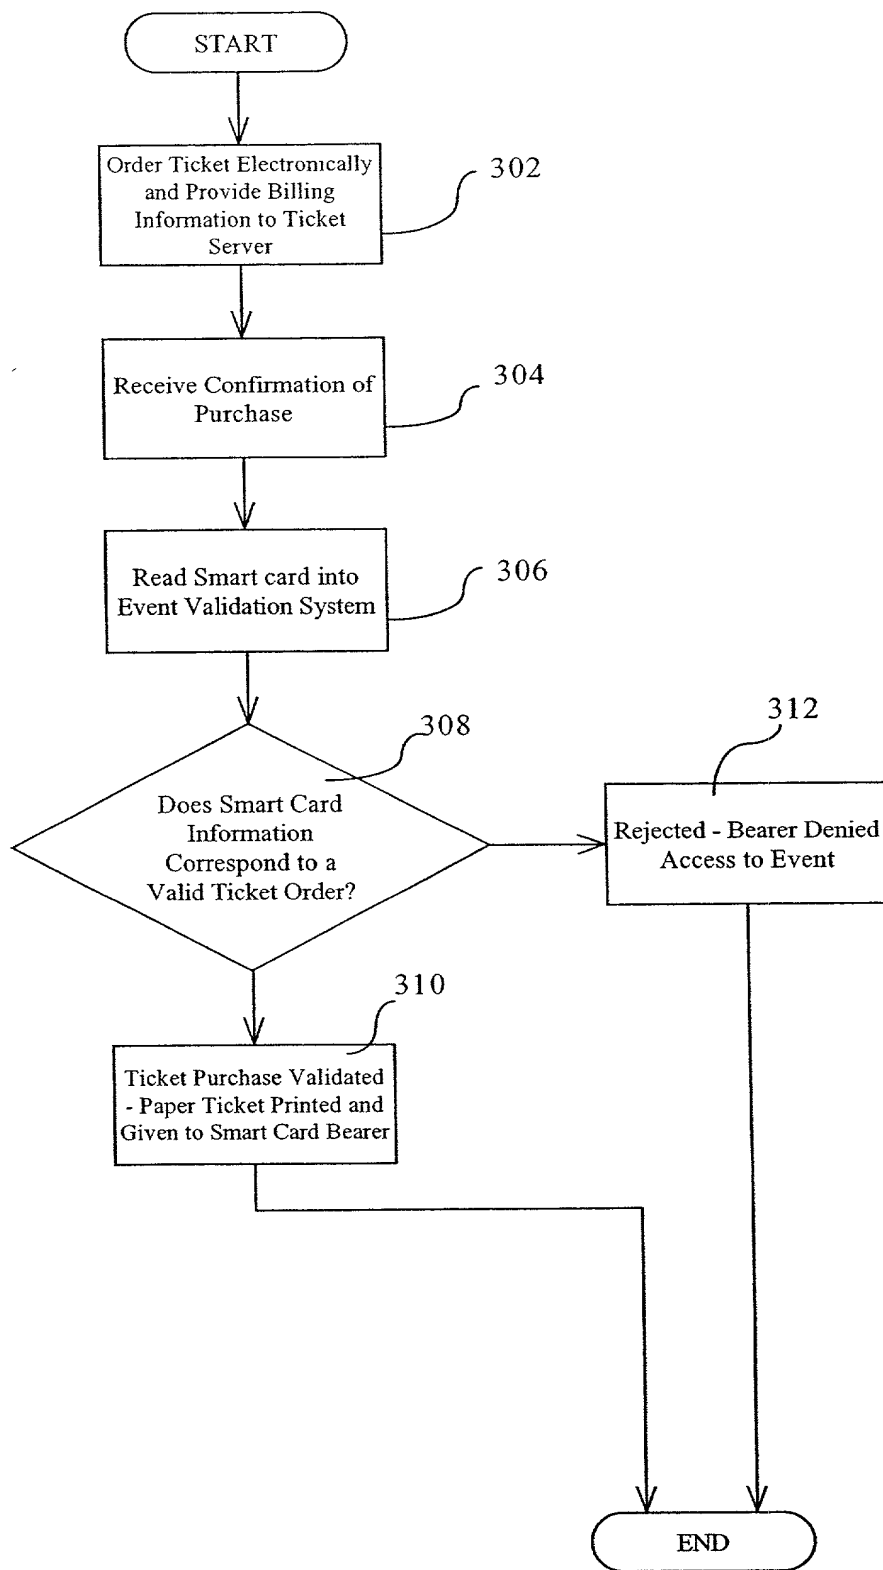 START
Order Ticket Electronically
and Provide Billing
Information to Ticket
Server
302
Receive Confirmation of
Purchase
304
Read Smart card into
Event Validation System
306
308
Does Smart Card
Information
Correspond to a
Valid Ticket Order?
312
Rejected - Bearer Denied
Access to Event
310
Ticket Purchase Validated
- Paper Ticket Printed and
Given to Smart Card Bearer
END